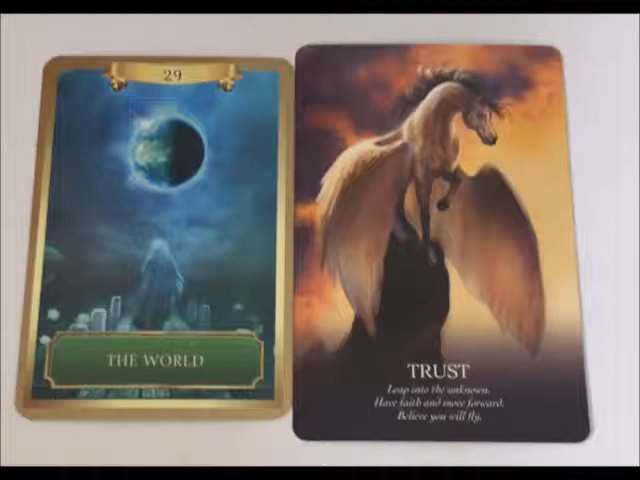 29
THE WORLD
TRUST
Leap into the unknown.
Have faith and move forward.
Believe you will fly.